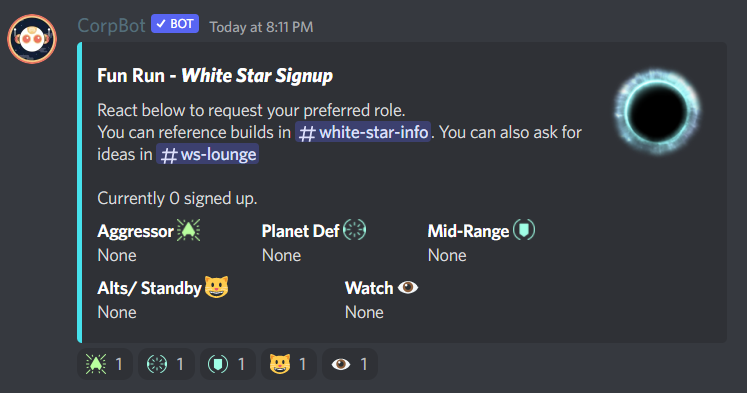 CorpBot ✓ BOT Today at 8:11 PM
Fun Run - White Star Signup
React below to request your preferred role.
You can reference builds in # white-star-info. You can also ask for
ideas in # ws-lounge
Currently 0 signed up.
Aggressor Planet Def Mid-Range
None None None
Alts/ Standby 😺 Watch 👁
None None
1 1 1 😺 1 👁 1